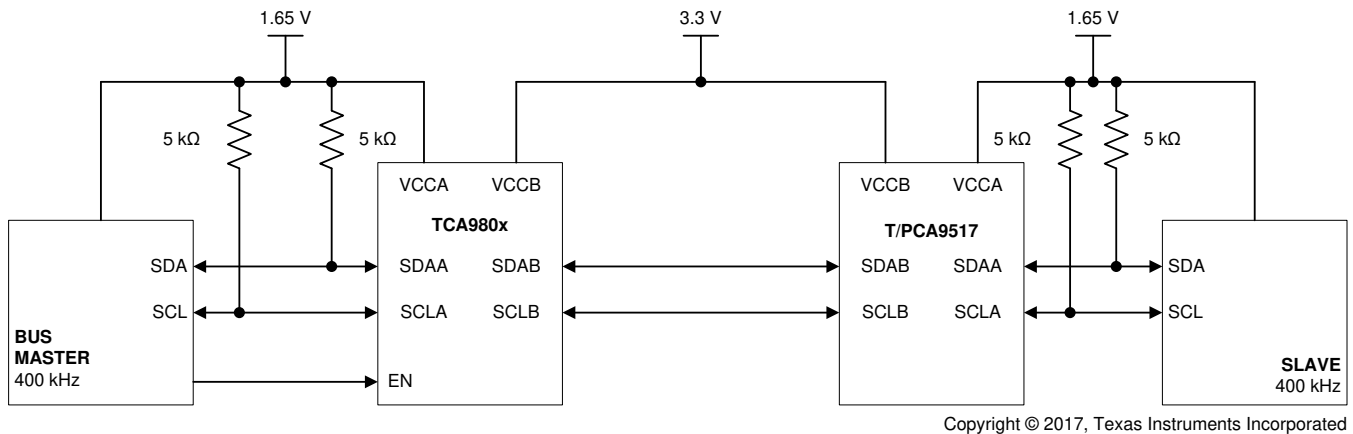 1.65 V
3.3 V
1.65 V
5 kΩ
5 kΩ
5 kΩ
5 kΩ
VCCA
VCCB
VCCB
VCCA
TCA980x
T/PCA9517
SDA
SDAA
SDAB
SDAB
SDAA
SDA
SCL
SCLA
SCLB
SCLB
SCLA
SCL
BUS
MASTER
400 kHz
EN
SLAVE
400 kHz
Copyright © 2017, Texas Instruments Incorporated